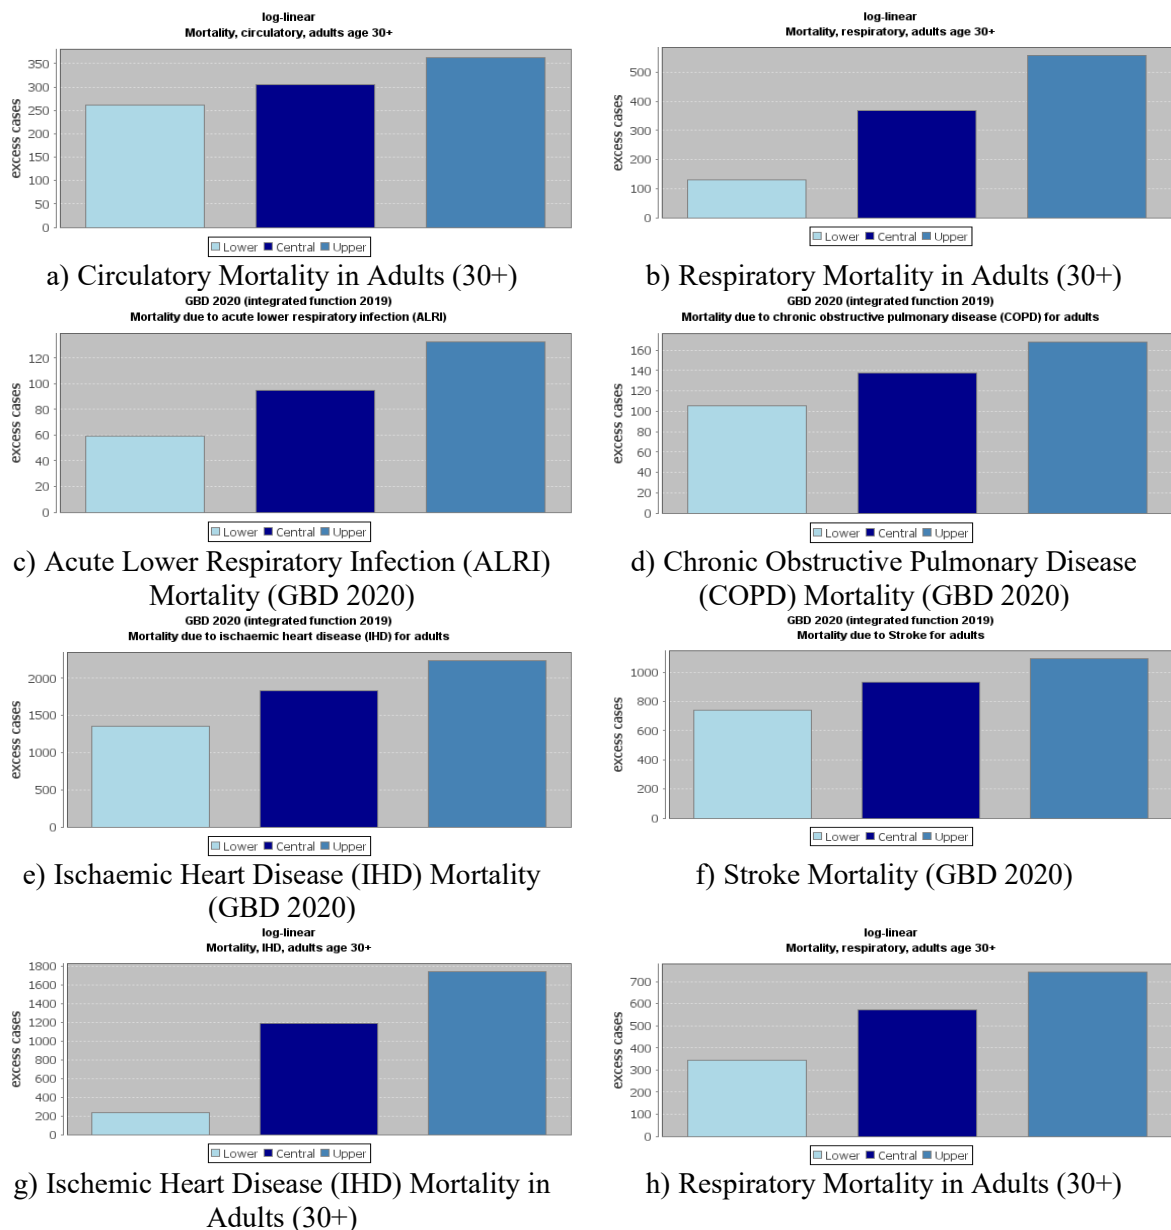 log-linear
Mortality, circulatory, adults age 30+
350
300
250
200
150
100
50
0
excess cases
Lower Central Upper
a) Circulatory Mortality in Adults (30+)
log-linear
Mortality, respiratory, adults age 30+
500
400
300
200
100
0
excess cases
Lower Central Upper
b) Respiratory Mortality in Adults (30+)
GBD 2020 (integrated function 2019)
Mortality due to acute lower respiratory infection (ALRI)
120
100
80
60
40
20
0
excess cases
Lower Central Upper
c) Acute Lower Respiratory Infection (ALRI)
Mortality (GBD 2020)
GBD 2020 (integrated function 2019)
Mortality due to chronic obstructive pulmonary disease (COPD) for adults
160
140
120
100
80
60
40
20
0
excess cases
Lower Central Upper
d) Chronic Obstructive Pulmonary Disease
(COPD) Mortality (GBD 2020)
GBD 2020 (integrated function 2019)
Mortality due to ischaemic heart disease (IHD) for adults
2000
1500
1000
500
0
excess cases
Lower Central Upper
e) Ischaemic Heart Disease (IHD) Mortality
(GBD 2020)
GBD 2020 (integrated function 2019)
Mortality due to Stroke for adults
1000
800
600
400
200
0
excess cases
Lower Central Upper
f) Stroke Mortality (GBD 2020)
log-linear
Mortality, IHD, adults age 30+
1800
1600
1400
1200
1000
800
600
400
200
0
excess cases
Lower Central Upper
g) Ischemic Heart Disease (IHD) Mortality in
Adults (30+)
log-linear
Mortality, respiratory, adults age 30+
700
600
500
400
300
200
100
0
excess cases
Lower Central Upper
h) Respiratory Mortality in Adults (30+)